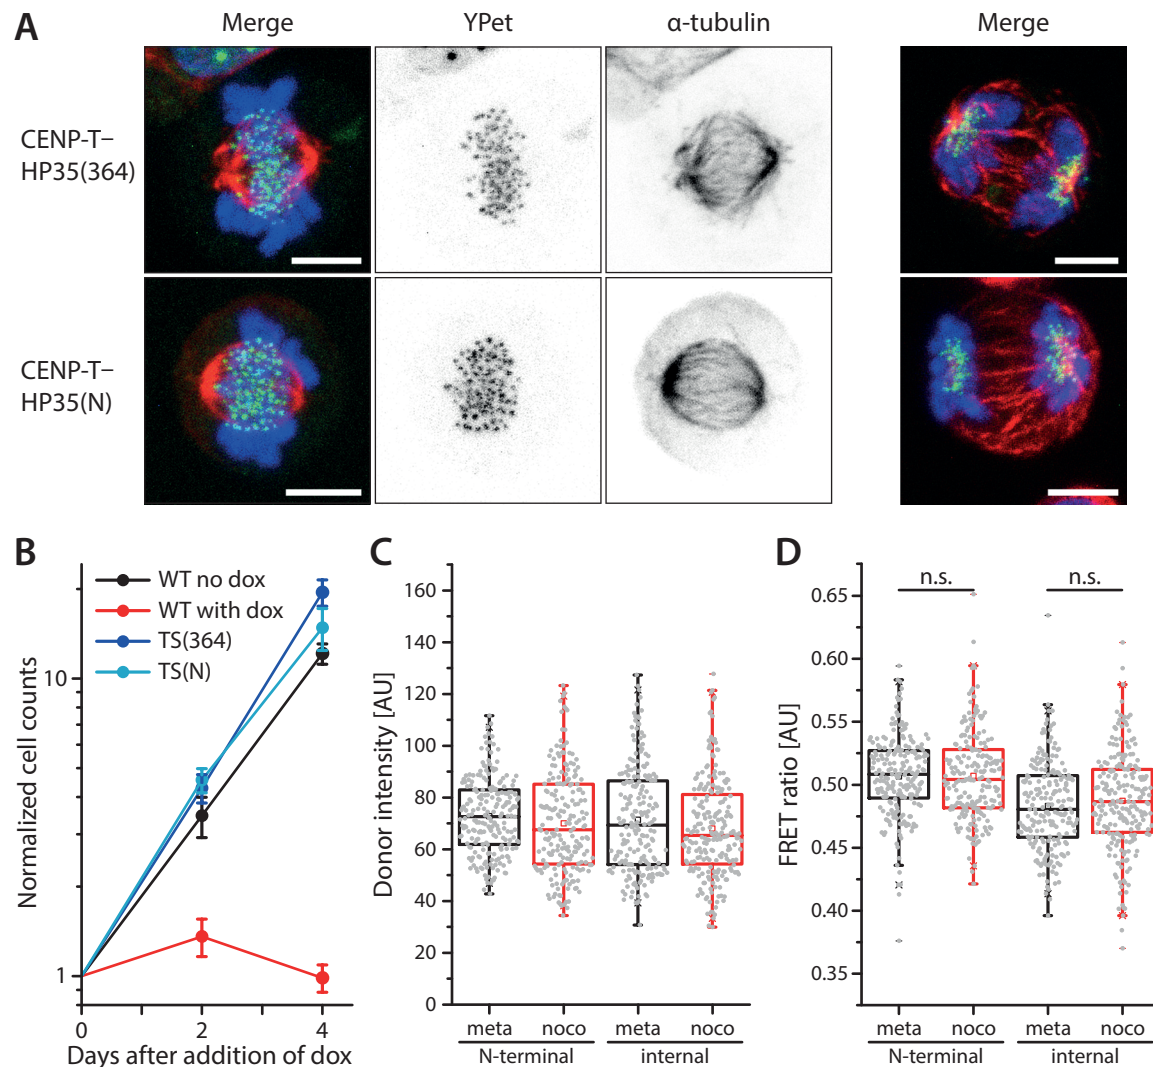 A
Merge
YPet
α-tubulin
Merge
CENP-T–
HP35(364)
CENP-T–
HP35(N)
B
WT no dox
WT with dox
TS(364)
TS(N)
Normalized cell counts
10
1
0
2
4
Days after addition of dox
C
Donor intensity [AU]
160
140
120
100
80
60
40
20
0
meta
noco
meta
noco
N-terminal
internal
D
n.s.
n.s.
FRET ratio [AU]
0.65
0.60
0.55
0.50
0.45
0.40
0.35
meta
noco
meta
noco
N-terminal
internal